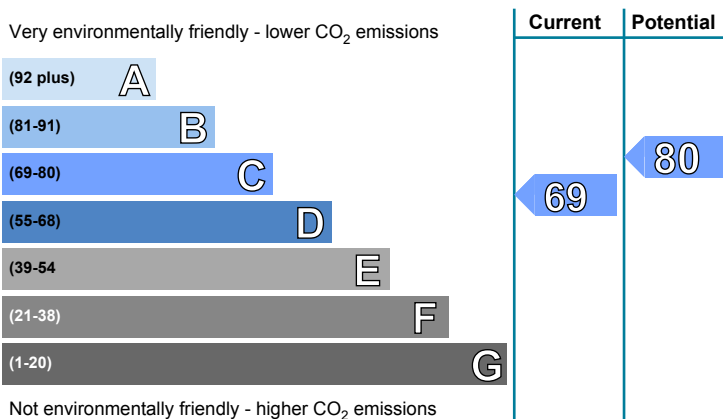 Current Potential
Very environmentally friendly - lower CO2 emissions
(92 plus) A
(81-91) B
(69-80) C
80
(55-68) D
69
(39-54 E
(21-38) F
(1-20) G
Not environmentally friendly - higher CO2 emissions